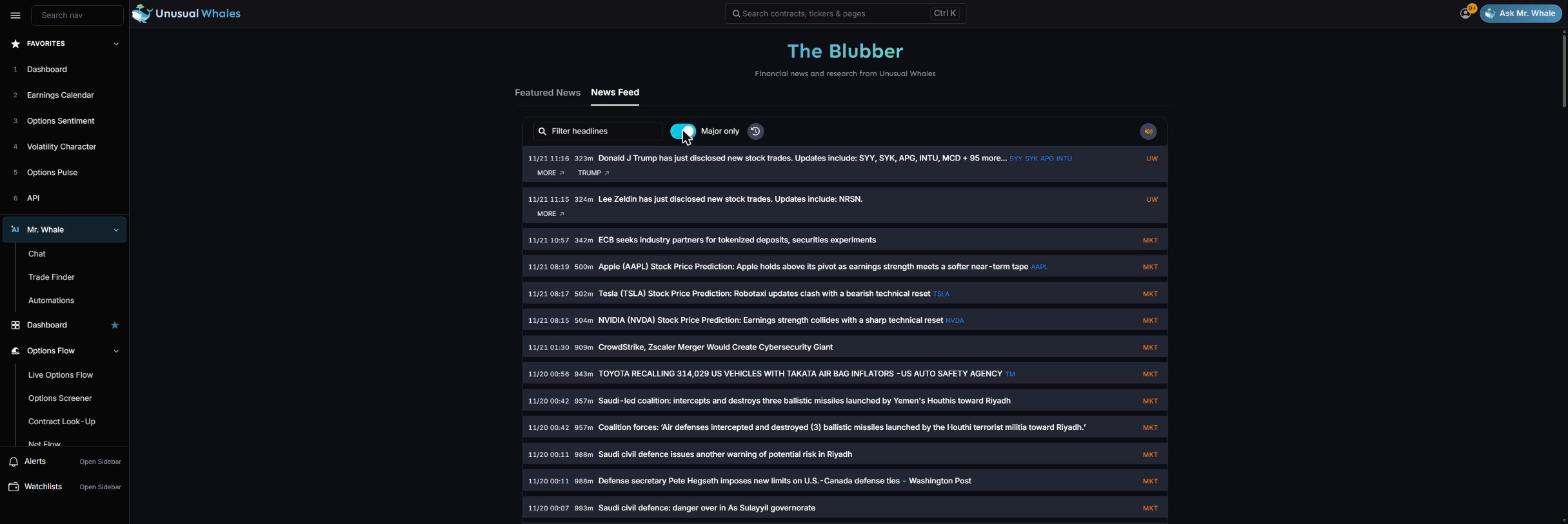 Search nav
Unusual Whales
Search contracts, tickers & pages
Ctrl K
9+
Ask Mr. Whale
FAVORITES
1 Dashboard
2 Earnings Calendar
3 Options Sentiment
4 Volatility Character
5 Options Pulse
6 API
AI Mr. Whale
Chat
Trade Finder
Automations
Dashboard
Options Flow
Live Options Flow
Options Screener
Contract Look-Up
Net Flow
Alerts Open Sidebar
Watchlists Open Sidebar
The Blubber
Financial news and research from Unusual Whales
Featured News News Feed
Filter headlines Major only
11/21 11:16 323m Donald J Trump has just disclosed new stock trades. Updates include: SYY, SYK, APG, INTU, MCD + 95 more... SYY SYK APG INTU UW
MORE ↗ TRUMP ↗
11/21 11:15 324m Lee Zeldin has just disclosed new stock trades. Updates include: NRSN. UW
MORE ↗
11/21 10:57 342m ECB seeks industry partners for tokenized deposits, securities experiments MKT
11/21 08:19 500m Apple (AAPL) Stock Price Prediction: Apple holds above its pivot as earnings strength meets a softer near-term tape AAPL MKT
11/21 08:17 502m Tesla (TSLA) Stock Price Prediction: Robotaxi updates clash with a bearish technical reset TSLA MKT
11/21 08:15 504m NVIDIA (NVDA) Stock Price Prediction: Earnings strength collides with a sharp technical reset NVDA MKT
11/21 01:30 909m CrowdStrike, Zscaler Merger Would Create Cybersecurity Giant MKT
11/20 00:56 943m TOYOTA RECALLING 314,029 US VEHICLES WITH TAKATA AIR BAG INFLATORS -US AUTO SAFETY AGENCY TM MKT
11/20 00:42 957m Saudi-led coalition: intercepts and destroys three ballistic missiles launched by Yemen's Houthis toward Riyadh MKT
11/20 00:42 957m Coalition forces: 'Air defenses intercepted and destroyed (3) ballistic missiles launched by the Houthi terrorist militia toward Riyadh.' MKT
11/20 00:11 988m Saudi civil defence issues another warning of potential risk in Riyadh MKT
11/20 00:11 988m Defense secretary Pete Hegseth imposes new limits on U.S.-Canada defense ties - Washington Post MKT
11/20 00:07 993m Saudi civil defence: danger over in As Sulayyil governorate MKT